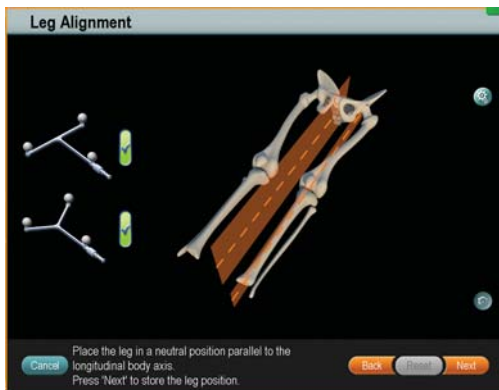 Leg Alignment
Place the leg in a neutral position parallel to the
longitudinal body axis.
Press 'Next' to store the leg position.
Cancel
Back
Reset
Next